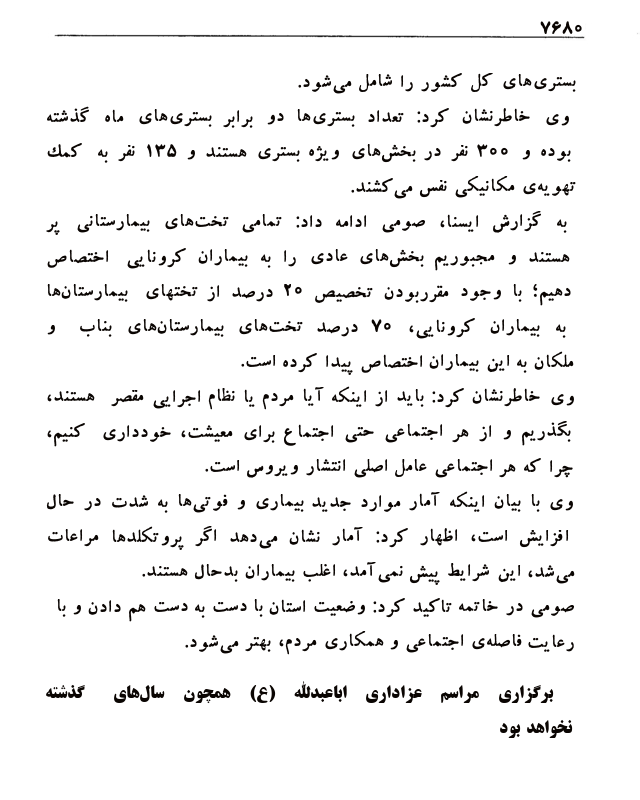 ۷۶۸۰
بستری‌های کل کشور را شامل می‌شود.
وی خاطرنشان کرد: تعداد بستری‌ها دو برابر بستری‌های ماه گذشته
بوده و ۳۰۰ نفر در بخش‌های ویژه بستری هستند و ۱۳۵ نفر به کمك
تهویه‌ی مکانیکی نفس می‌کشند.
به گزارش ایسنا، صومی ادامه داد: تمامی تخت‌های بیمارستانی پر
هستند و مجبوریم بخش‌های عادی را به بیماران کرونایی اختصاص
دهیم؛ با وجود مقرربودن تخصیص ۲۰ درصد از تختهای بیمارستان‌ها
به بیماران کرونایی، ۷۰ درصد تخت‌های بیمارستان‌های بناب و
ملکان به این بیماران اختصاص پیدا کرده است.
وی خاطرنشان کرد: باید از اینکه آیا مردم یا نظام اجرایی مقصر هستند،
بگذریم و از هر اجتماعی حتی اجتماع برای معیشت، خودداری کنیم،
چرا که هر اجتماعی عامل اصلی انتشار ویروس است.
وی با بیان اینکه آمار موارد جدید بیماری و فوتی‌ها به شدت در حال
افزایش است، اظهار کرد: آمار نشان می‌دهد اگر پروتکلدها مراعات
می‌شد، این شرایط پیش نمی‌آمد، اغلب بیماران بدحال هستند.
صومی در خاتمه تاکید کرد: وضعیت استان با دست به دست هم دادن و با
رعایت فاصله‌ی اجتماعی و همکاری مردم، بهتر می‌شود.
برگزاری مراسم عزاداری اباعبدلله (ع) همچون سال‌های گذشته
نخواهد بود